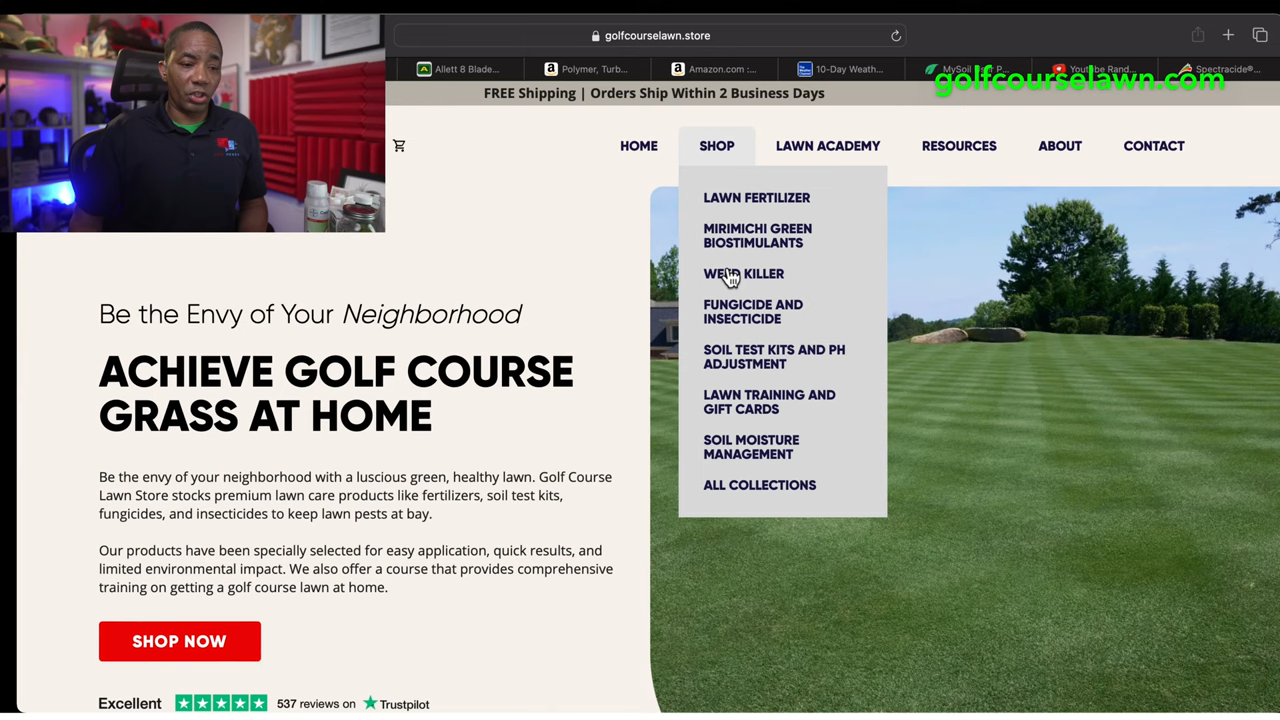 golfcourselawn.store
Allett 8 Blade...
Polymer, Turb...
Amazon.com :...
10-Day Weath...
MySoil
Youtube Rand...
Spectracide®...
golfcourselawn.com
FREE Shipping | Orders Ship Within 2 Business Days
HOME
SHOP
LAWN ACADEMY
RESOURCES
ABOUT
CONTACT
LAWN FERTILIZER
MIRIMICHI GREEN
BIOSTIMULANTS
WEED KILLER
FUNGICIDE AND
INSECTICIDE
SOIL TEST KITS AND PH
ADJUSTMENT
LAWN TRAINING AND
GIFT CARDS
SOIL MOISTURE
MANAGEMENT
ALL COLLECTIONS
Be the Envy of Your Neighborhood
ACHIEVE GOLF COURSE
GRASS AT HOME
Be the envy of your neighborhood with a luscious green, healthy lawn. Golf Course
Lawn Store stocks premium lawn care products like fertilizers, soil test kits,
fungicides, and insecticides to keep lawn pests at bay.
Our products have been specially selected for easy application, quick results, and
limited environmental impact. We also offer a course that provides comprehensive
training on getting a golf course lawn at home.
SHOP NOW
Excellent
537 reviews on
Trustpilot